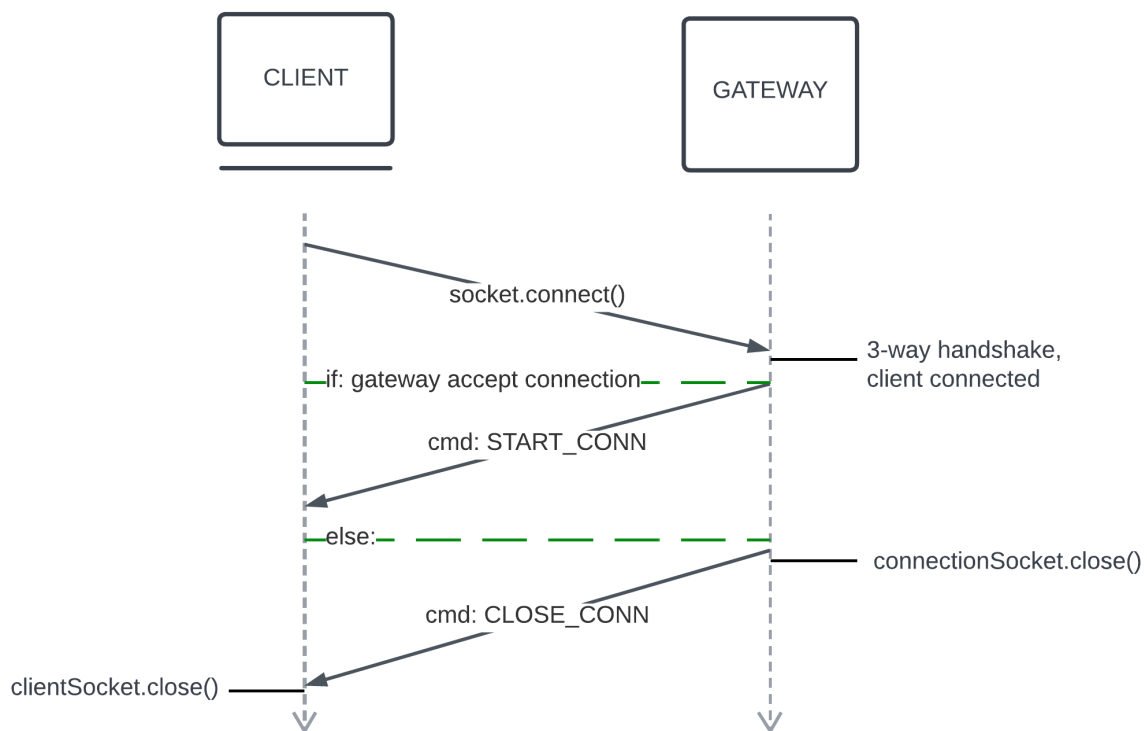 CLIENT
GATEWAY
socket.connect()
3-way handshake,
client connected
if: gateway accept connection
cmd: START_CONN
else:
connectionSocket.close()
cmd: CLOSE_CONN
clientSocket.close()